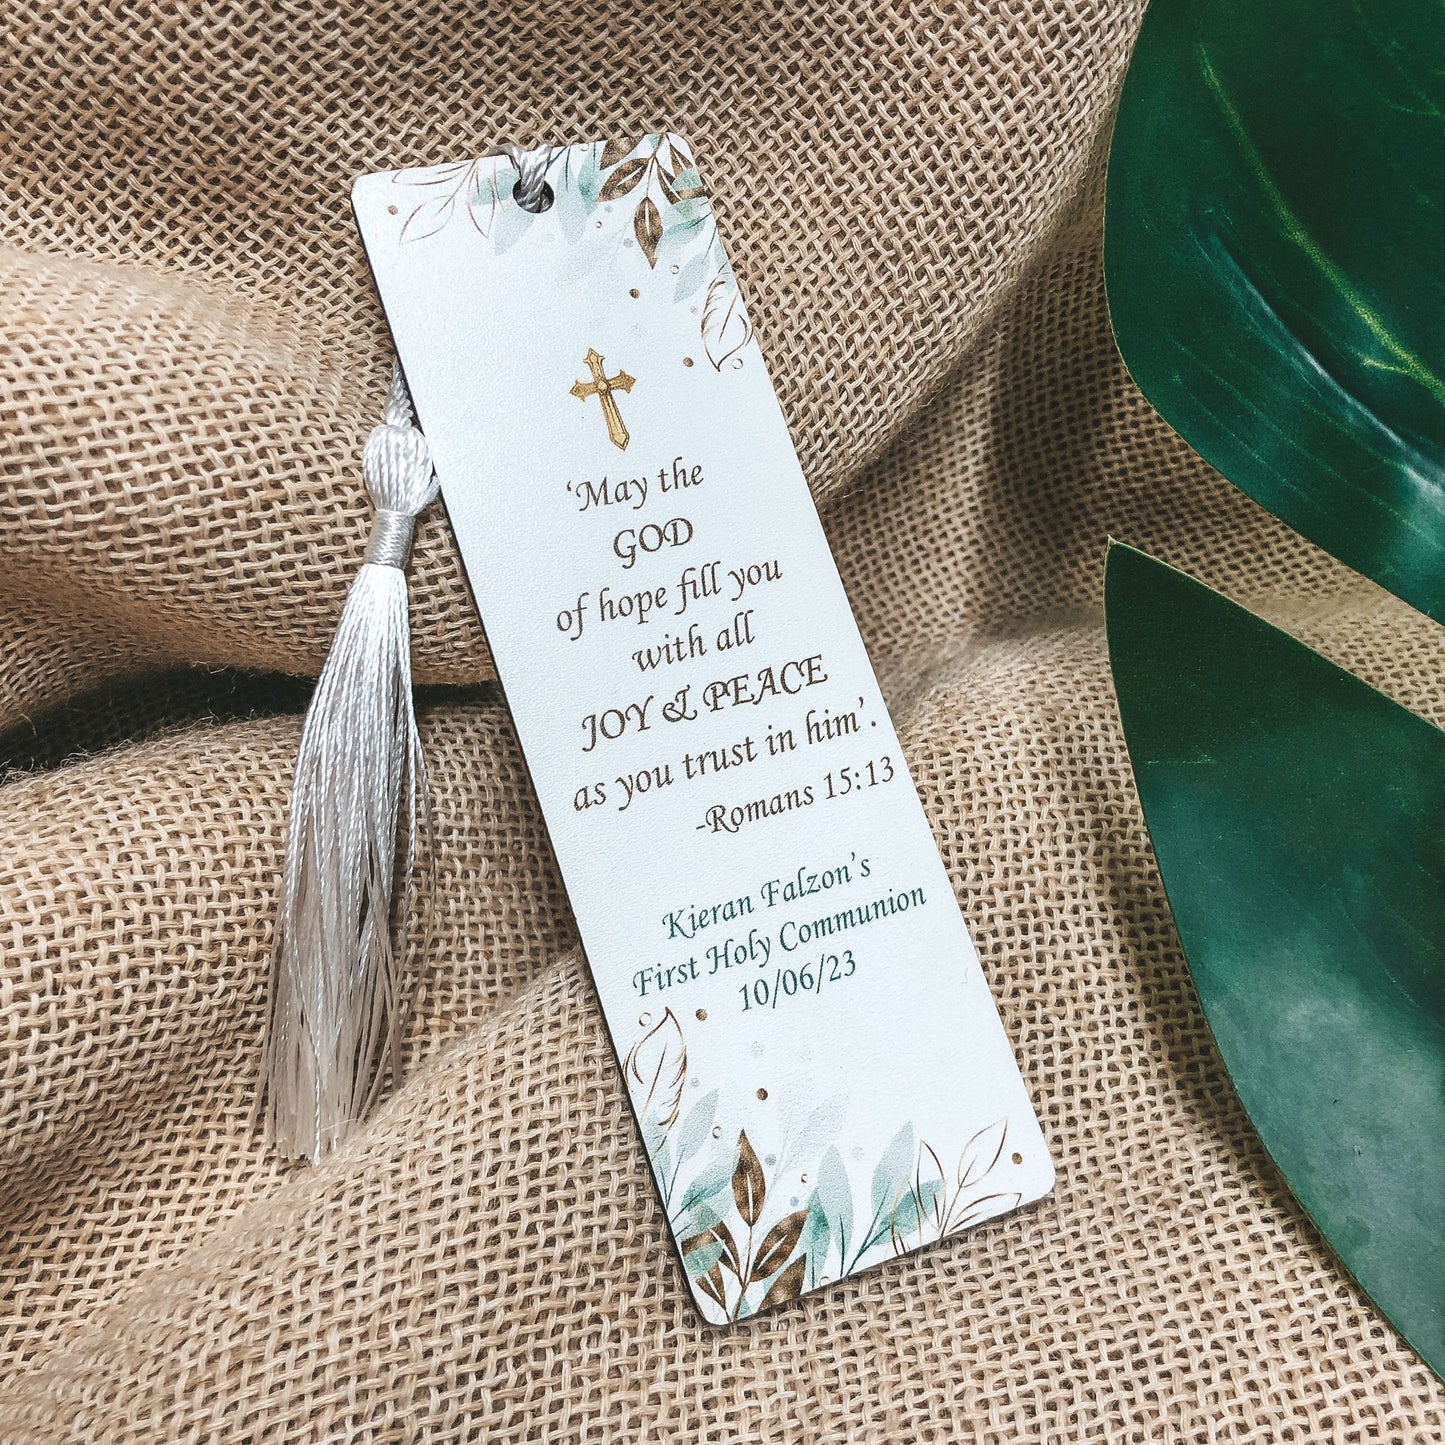 ‘May the
GOD
of hope fill you
with all
JOY & PEACE
as you trust in him’.
-Romans 15:13
Kieran Falzon’s
First Holy Communion
10/06/23